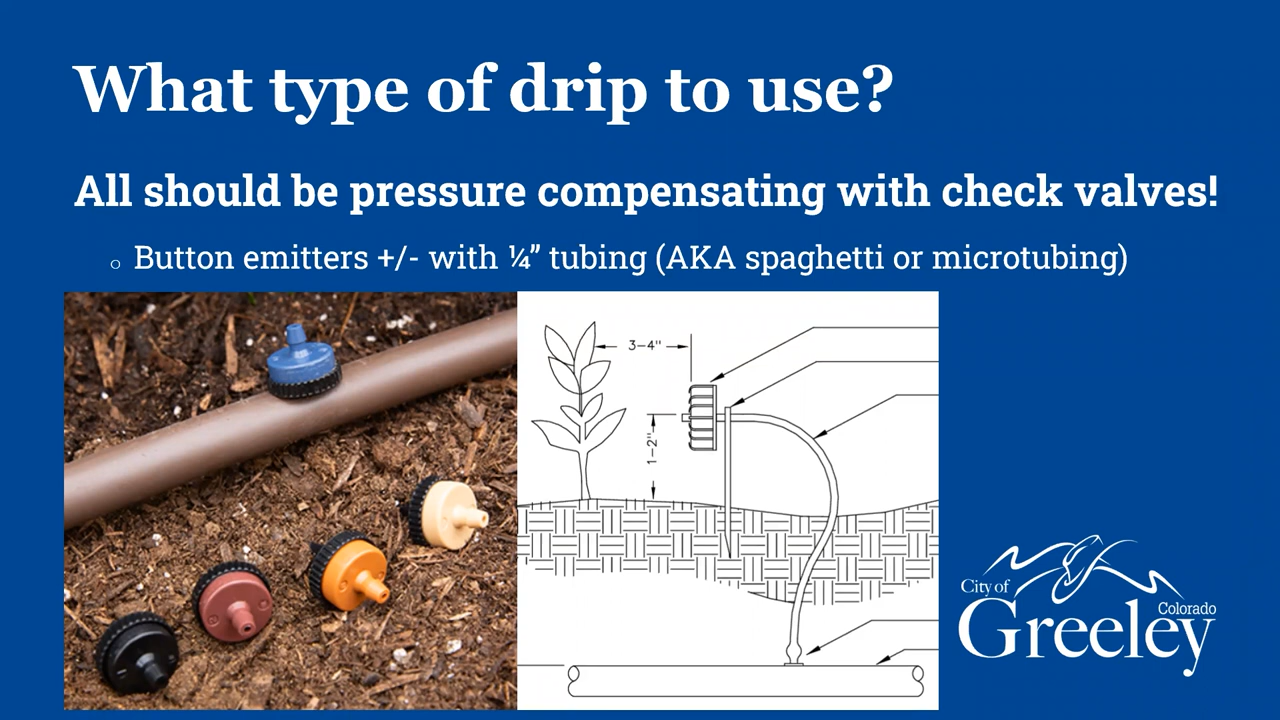 What type of drip to use?
All should be pressure compensating with check valves!
○ Button emitters +/- with ¼” tubing (AKA spaghetti or microtubing)
3-4"
1-2"
City of
Greeley
Colorado